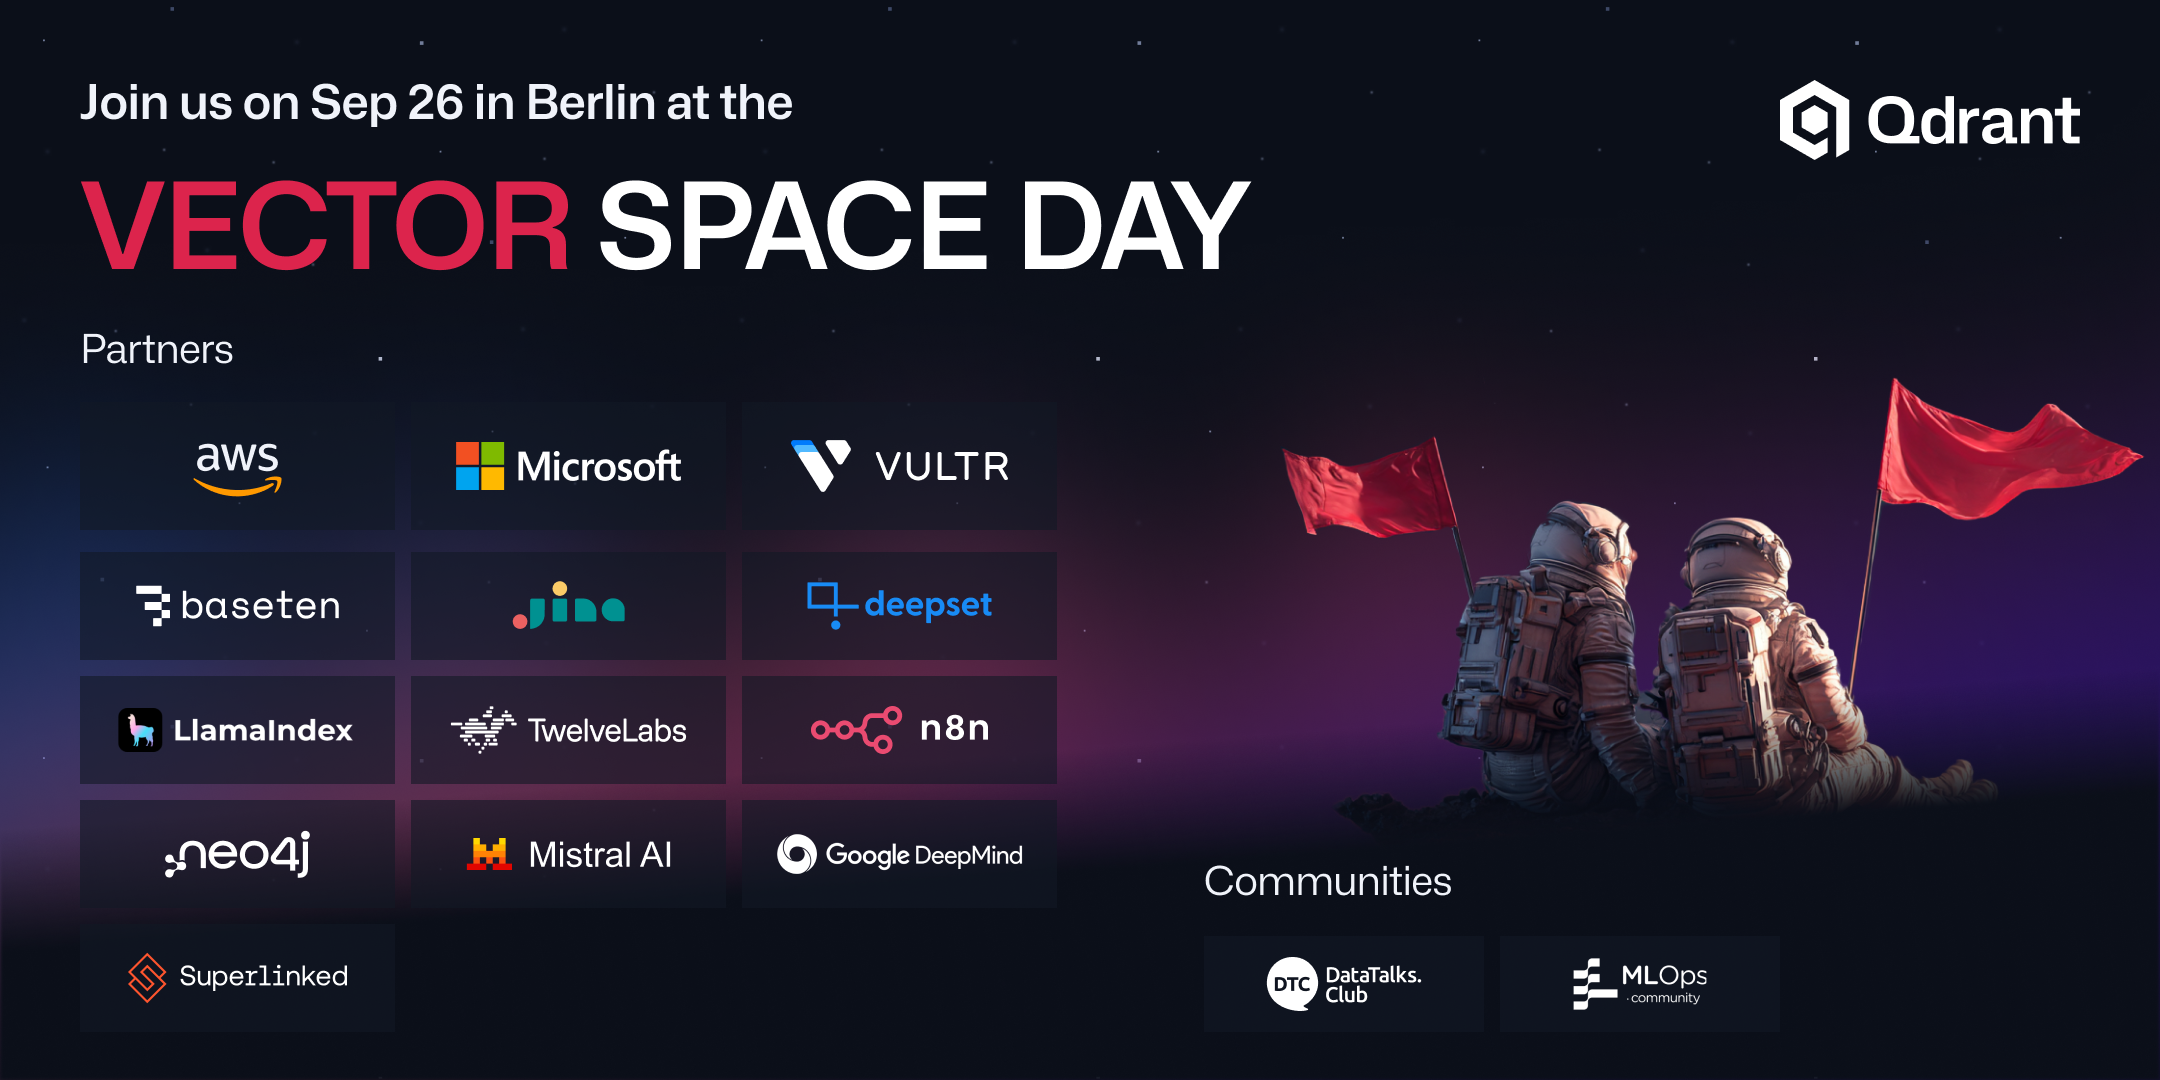 Join us on Sep 26 in Berlin at the
Qdrant
VECTOR SPACE DAY
Partners
aws
Microsoft
VULTR
baseten
jina
deepset
LlamaIndex
TwelveLabs
n8n
neo4j
Mistral AI
Google DeepMind
Superlinked
Communities
DTC
DataTalks.
Club
MLOps
community